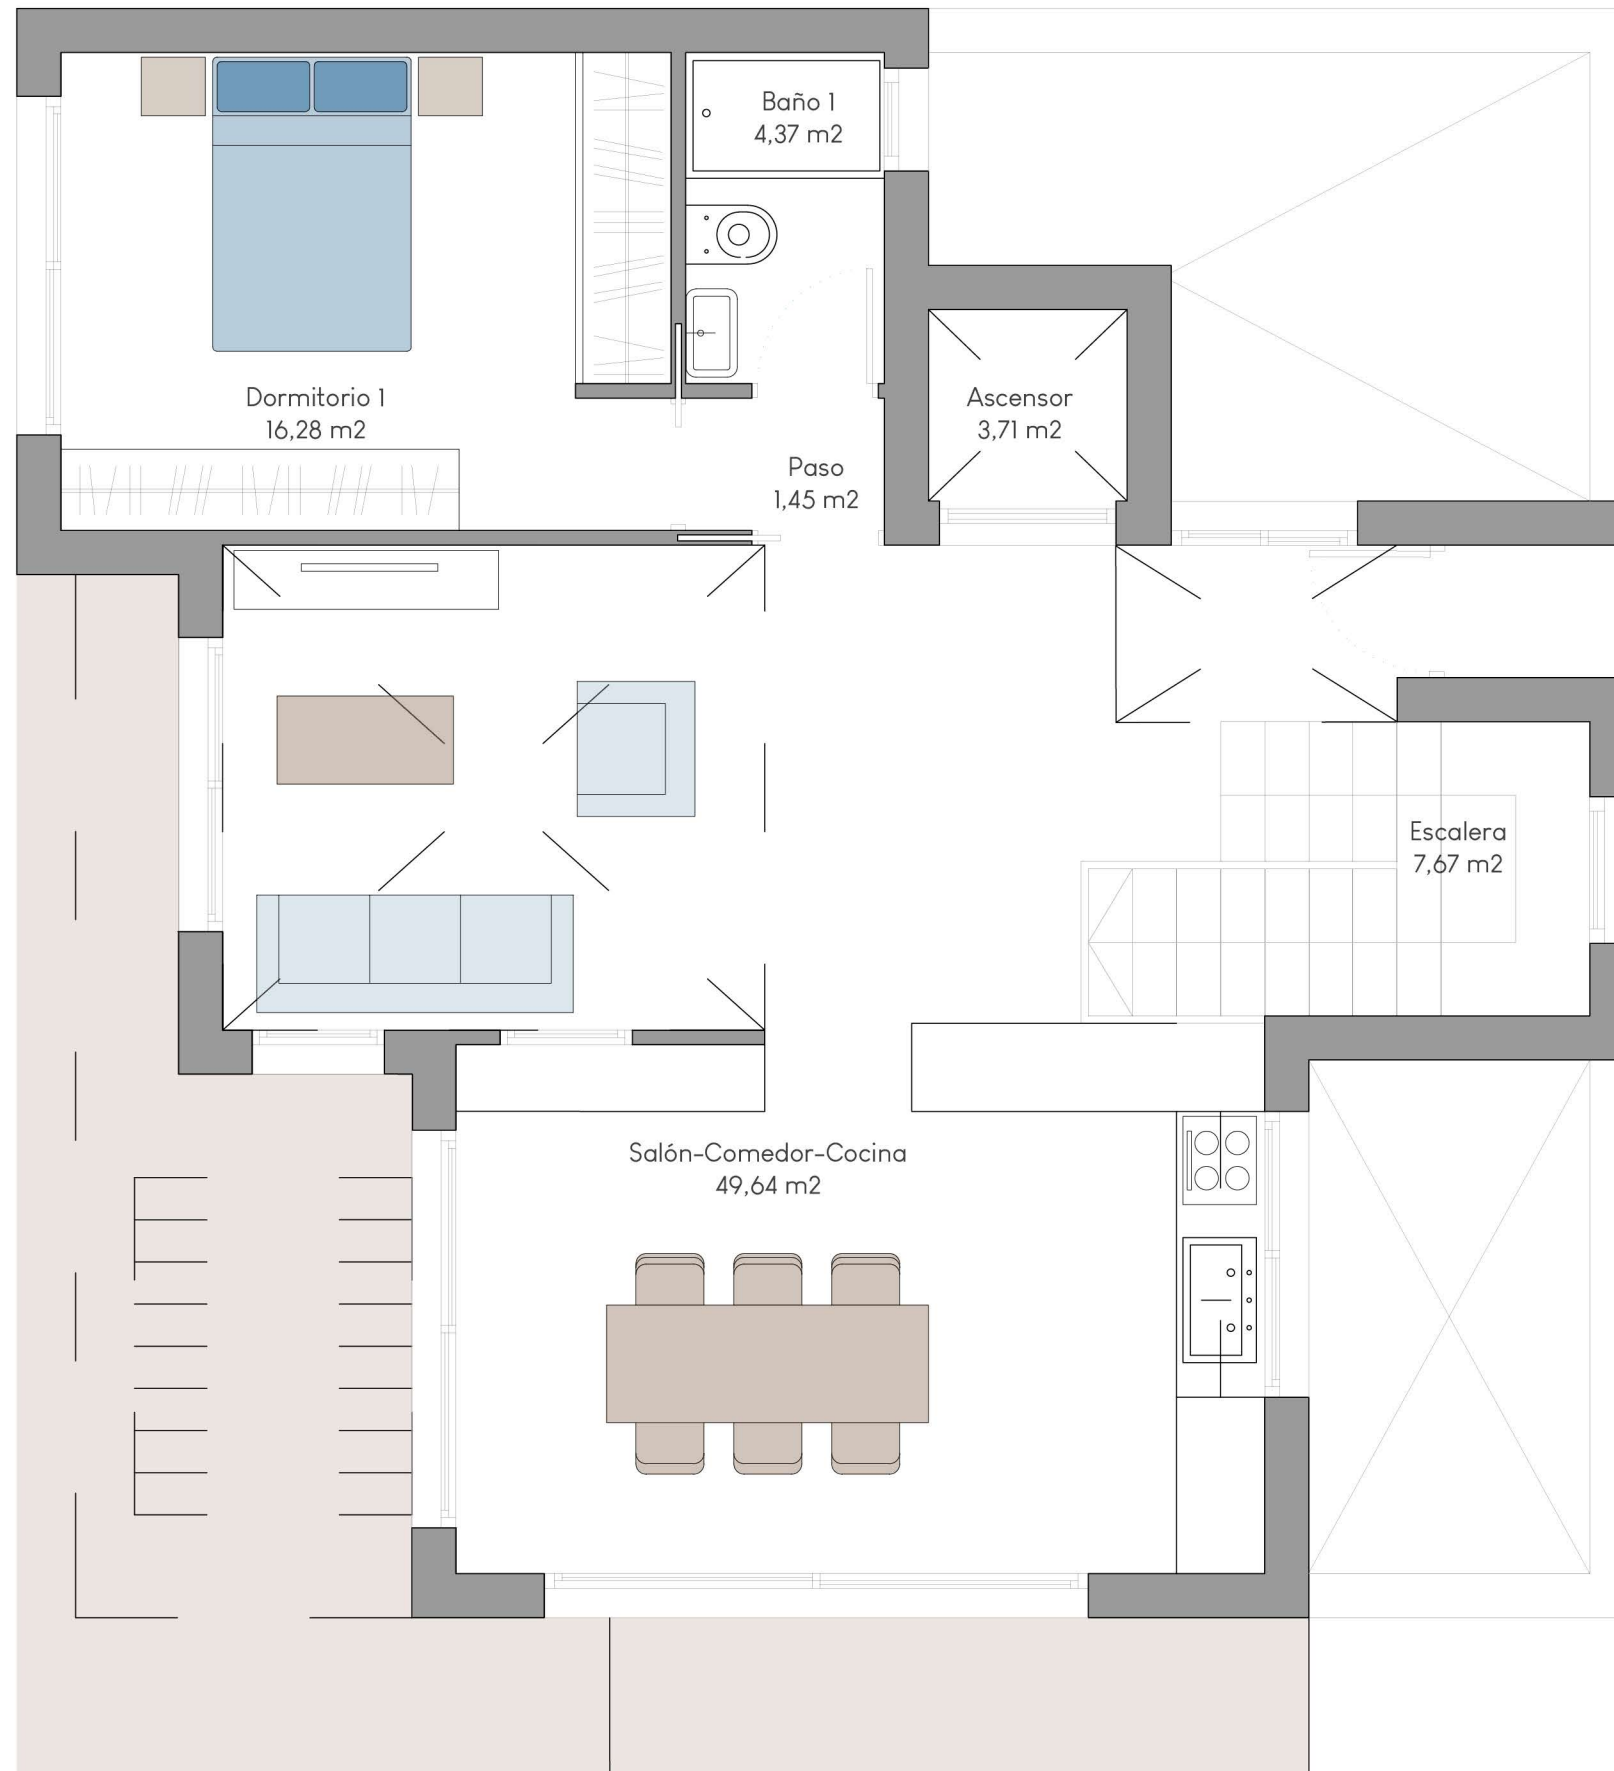 Baño 1
4,37 m2
Dormitorio 1
16,28 m2
Ascensor
3,71 m2
Paso
1,45 m2
Escalera
7,67 m2
Salón-Comedor-Cocina
49,64 m2